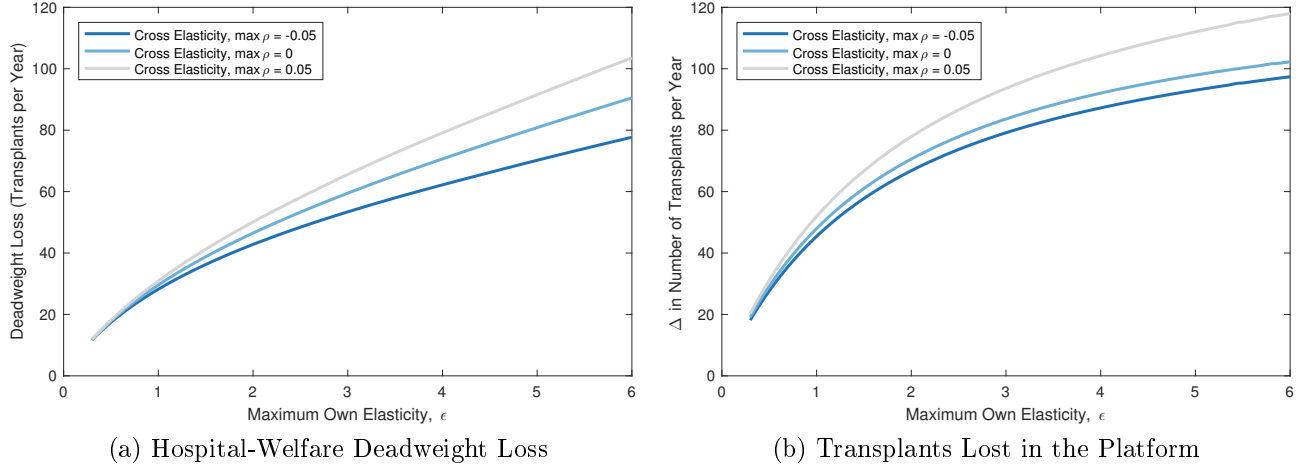 120
100
80
60
40
20
0
Deadweight Loss (Transplants per Year)
Cross Elasticity, max ρ = -0.05
Cross Elasticity, max ρ = 0
Cross Elasticity, max ρ = 0.05
0 1 2 3 4 5 6
Maximum Own Elasticity, ϵ
(a) Hospital-Welfare Deadweight Loss
120
100
80
60
40
20
0
Δ in Number of Transplants per Year
Cross Elasticity, max ρ = -0.05
Cross Elasticity, max ρ = 0
Cross Elasticity, max ρ = 0.05
0 1 2 3 4 5 6
Maximum Own Elasticity, ϵ
(b) Transplants Lost in the Platform